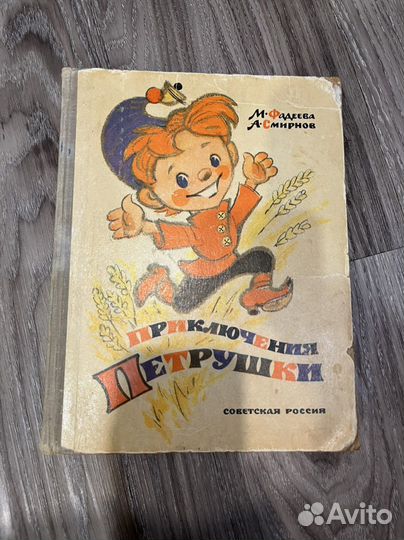 М. Фадеева
А. Смирнов
ПРИКЛЮЧЕНИЯ
ПЕТРУШКИ
СОВЕТСКАЯ РОССИЯ
Avito